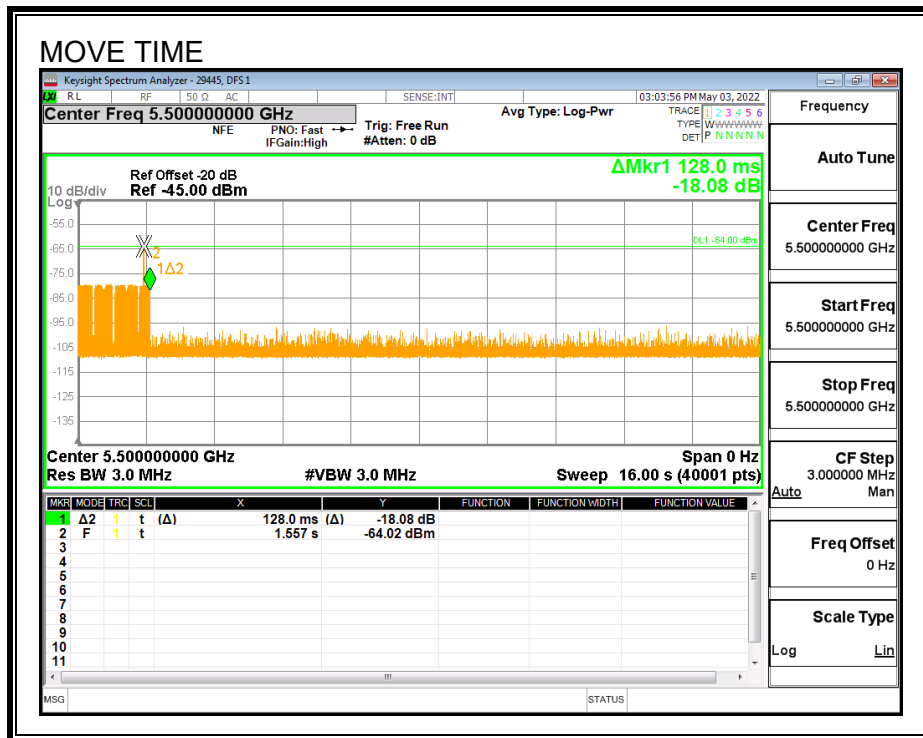 MOVE TIME
Keysight Spectrum Analyzer - 29445, DFS 1
LXI RL RF 50 Ω AC SENSE:INT 03:03:56 PM May 03, 2022
Center Freq 5.500000000 GHz Avg Type: Log-Pwr TRACE 1 2 3 4 5 6
NFE PNO: Fast Trig: Free Run TYPE WWWWWW
IFGain:High #Atten: 0 dB DET P N N N N N
Ref Offset -20 dB ΔMkr1 128.0 ms
10 dB/div Ref -45.00 dBm -18.08 dB
Log
-55.0
-65.0
-75.0
-85.0
-95.0
-105
-115
-125
-135
DL1 -64.00 dBm
2
1Δ2
Center 5.500000000 GHz Span 0 Hz
Res BW 3.0 MHz #VBW 3.0 MHz Sweep 16.00 s (40001 pts)
MKR MODE TRC SCL X Y FUNCTION FUNCTION WIDTH FUNCTION VALUE
1 Δ2 1 t (Δ) 128.0 ms (Δ) -18.08 dB
2 F 1 t 1.557 s -64.02 dBm
3
4
5
6
7
8
9
10
11
MSG STATUS
Frequency
Auto Tune
Center Freq
5.500000000 GHz
Start Freq
5.500000000 GHz
Stop Freq
5.500000000 GHz
CF Step
3.000000 MHz
Auto Man
Freq Offset
0 Hz
Scale Type
Log Lin